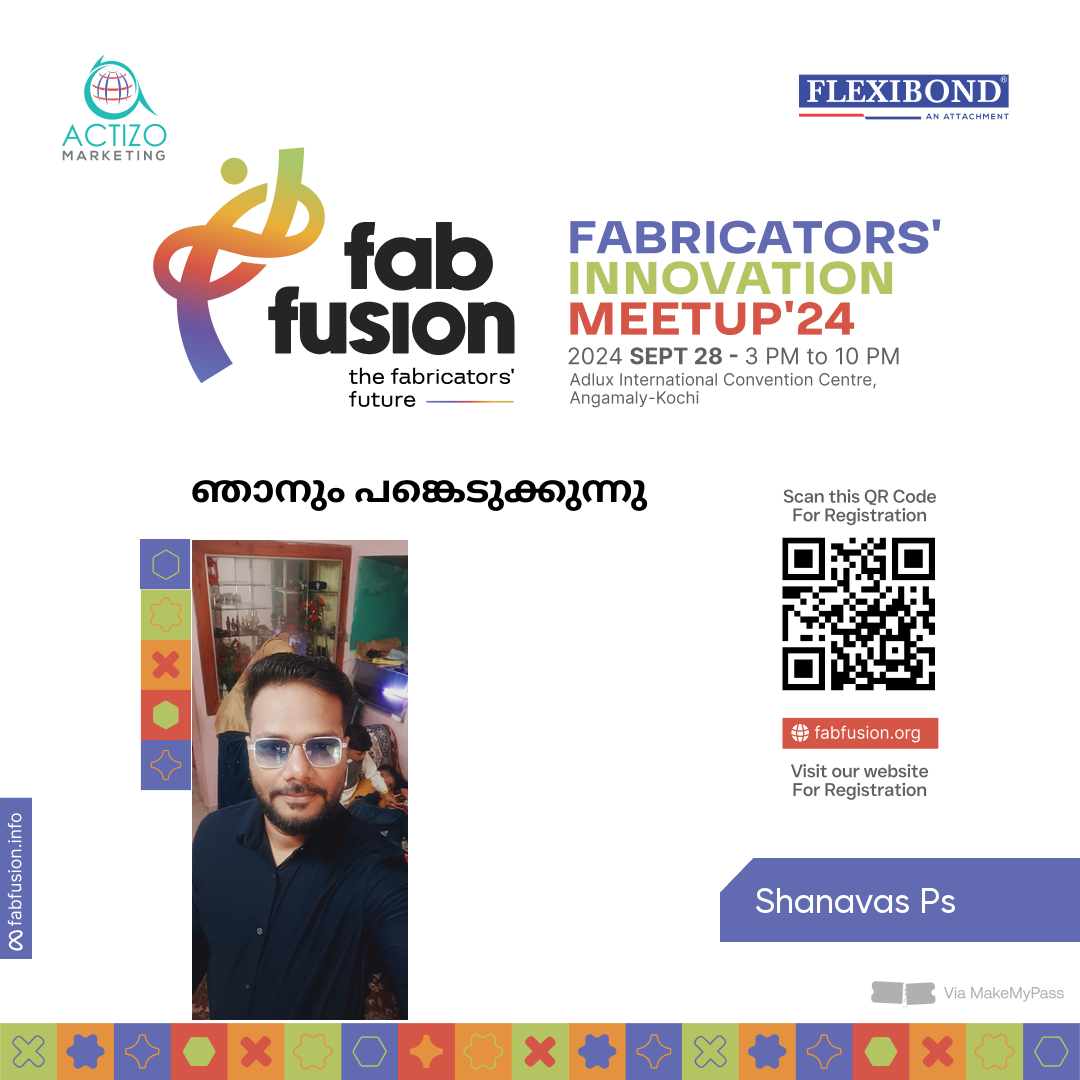 ACTIZO
MARKETING
FLEXIBOND®
AN ATTACHMENT
fab
fusion
the fabricators'
future
FABRICATORS'
INNOVATION
MEETUP'24
2024 SEPT 28 - 3 PM to 10 PM
Adlux International Convention Centre,
Angamaly-Kochi
ഞാനും പങ്കെടുക്കുന്നു
Scan this QR Code
For Registration
fabfusion.org
Visit our website
For Registration
fabfusion.info
Shanavas Ps
Via MakeMyPass